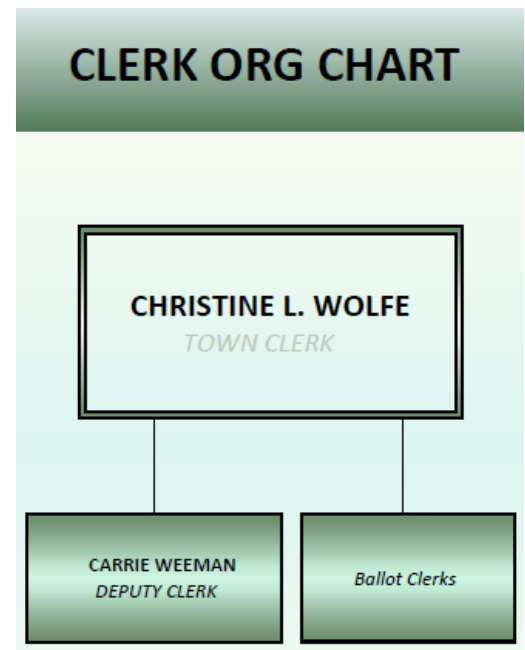 CLERK ORG CHART
CHRISTINE L. WOLFE
TOWN CLERK
CARRIE WEEMAN
DEPUTY CLERK
Ballot Clerks